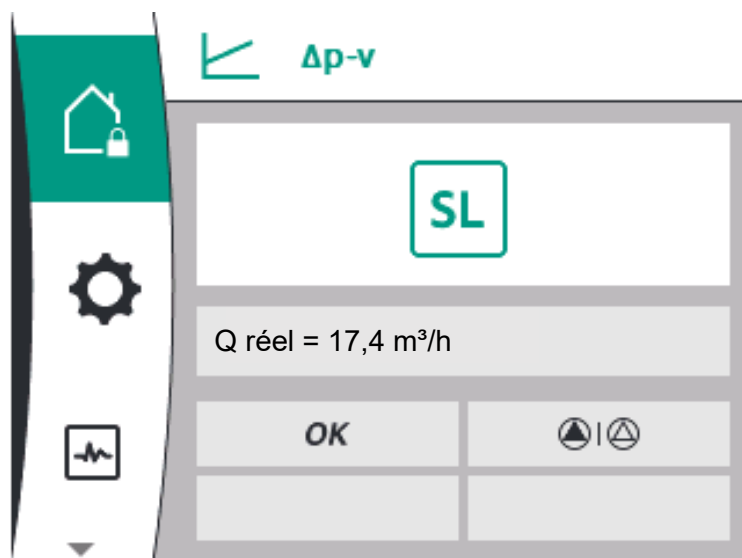 Δp-v
SL
Q réel = 17,4 m³/h
OK